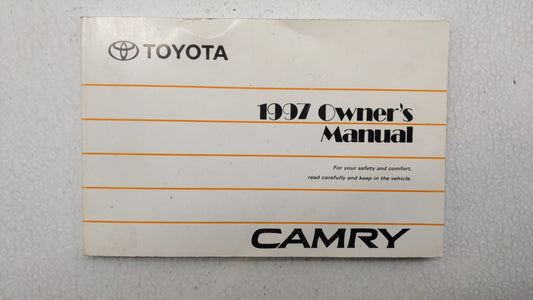 TOYOTA
1997 Owner's
Manual
For your safety and comfort,
read carefully and keep in the vehicle.
CAMRY